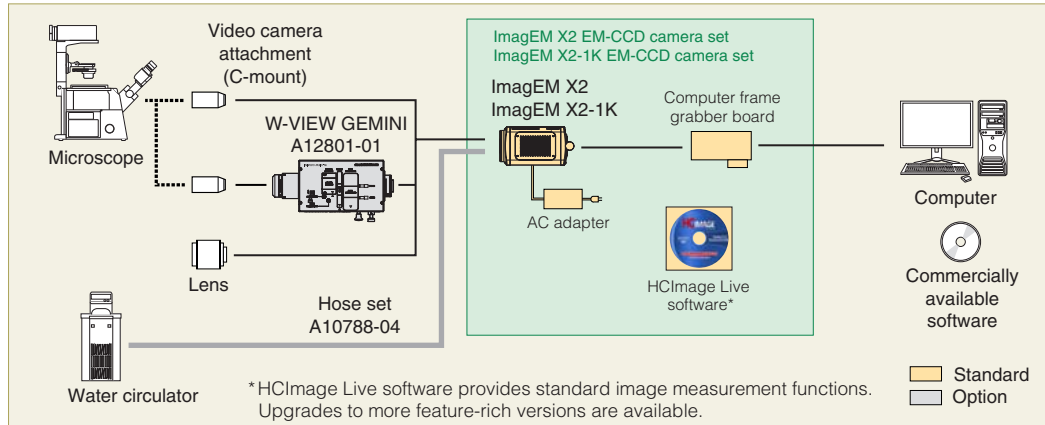 Video camera
attachment
(C-mount)
Microscope
W-VIEW GEMINI
A12801-01
Lens
Hose set
A10788-04
Water circulator
ImagEM X2 EM-CCD camera set
ImagEM X2-1K EM-CCD camera set
ImagEM X2
ImagEM X2-1K
AC adapter
Computer frame
grabber board
HCIMAGE
HCImage Live
software*
Computer
Commercially
available
software
*HCImage Live software provides standard image measurement functions.
Upgrades to more feature-rich versions are available.
Standard
Option